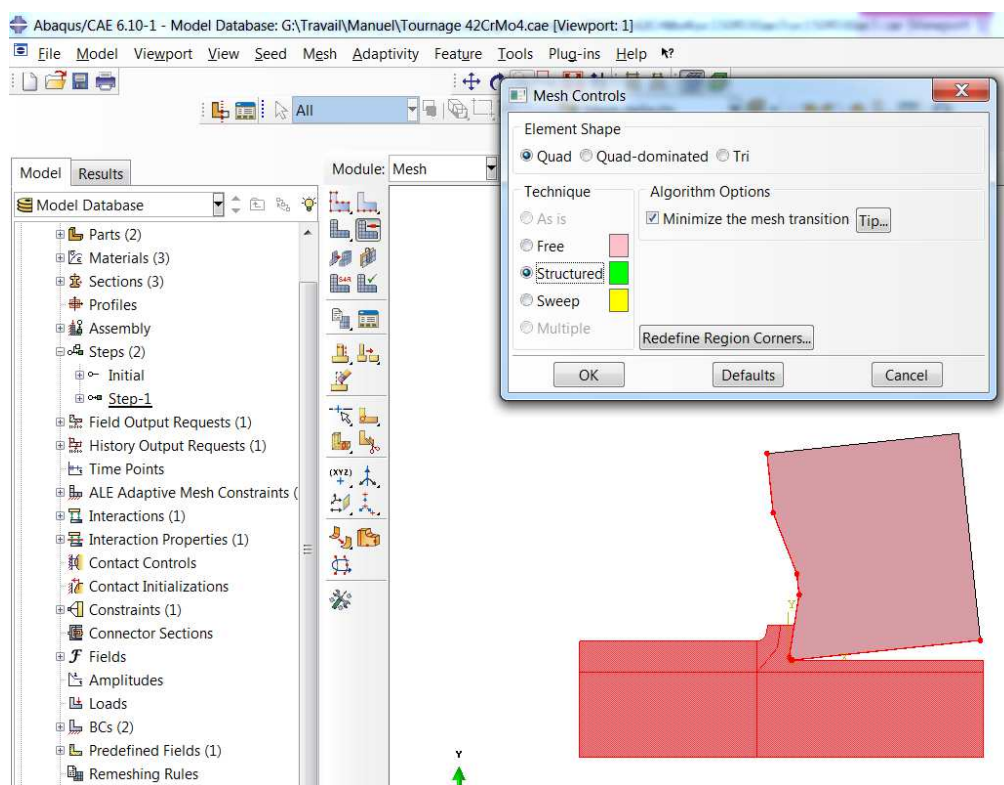 Abaqus/CAE 6.10-1 - Model Database: G:\Travail\Manuel\Tournage 42CrMo4.cae [Viewport: 1]
File Model Viewport View Seed Mesh Adaptivity Feature Tools Plug-ins Help
All
Mesh Controls
Element Shape
Quad Quad-dominated Tri
Technique
As is
Free
Structured
Sweep
Multiple
Algorithm Options
Minimize the mesh transition Tip...
Redefine Region Corners...
OK Defaults Cancel
Model Results
Module: Mesh
Model Database
Parts (2)
Materials (3)
Sections (3)
Profiles
Assembly
Steps (2)
Initial
Step-1
Field Output Requests (1)
History Output Requests (1)
Time Points
ALE Adaptive Mesh Constraints (
Interactions (1)
Interaction Properties (1)
Contact Controls
Contact Initializations
Constraints (1)
Connector Sections
Fields
Amplitudes
Loads
BCs (2)
Predefined Fields (1)
Remeshing Rules
(XYZ)
Y
Y